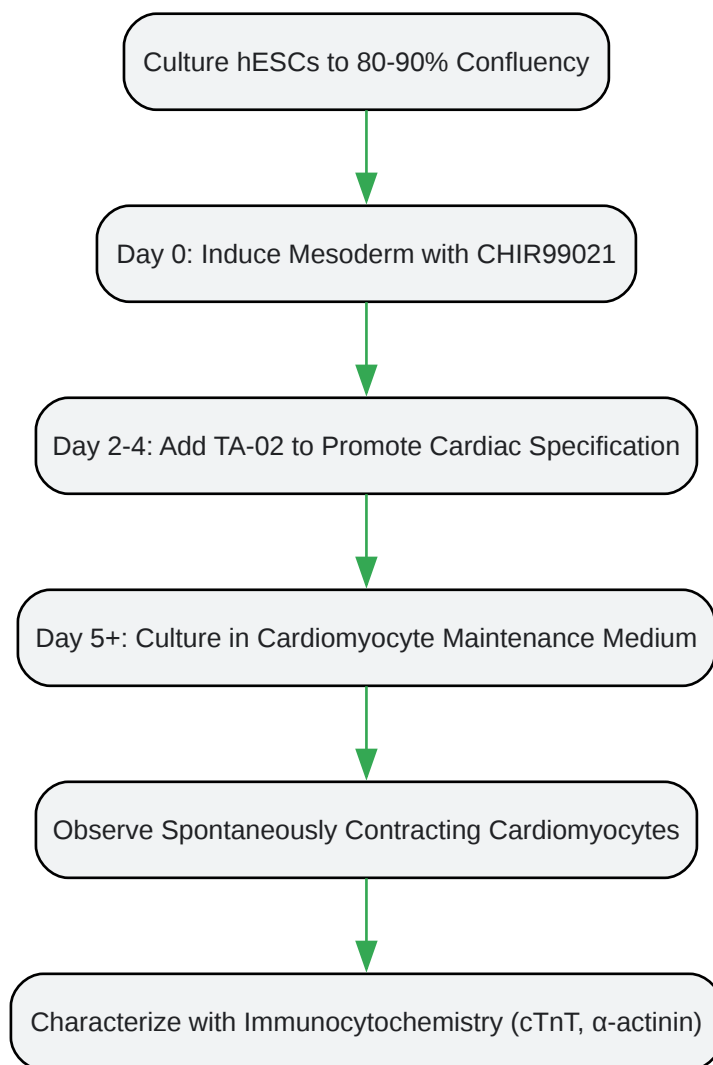 Culture hESCs to 80-90% Confluency
Day 0: Induce Mesoderm with CHIR99021
Day 2-4: Add TA-02 to Promote Cardiac Specification
Day 5+: Culture in Cardiomyocyte Maintenance Medium
Observe Spontaneously Contracting Cardiomyocytes
Characterize with Immunocytochemistry (cTnT, α-actinin)